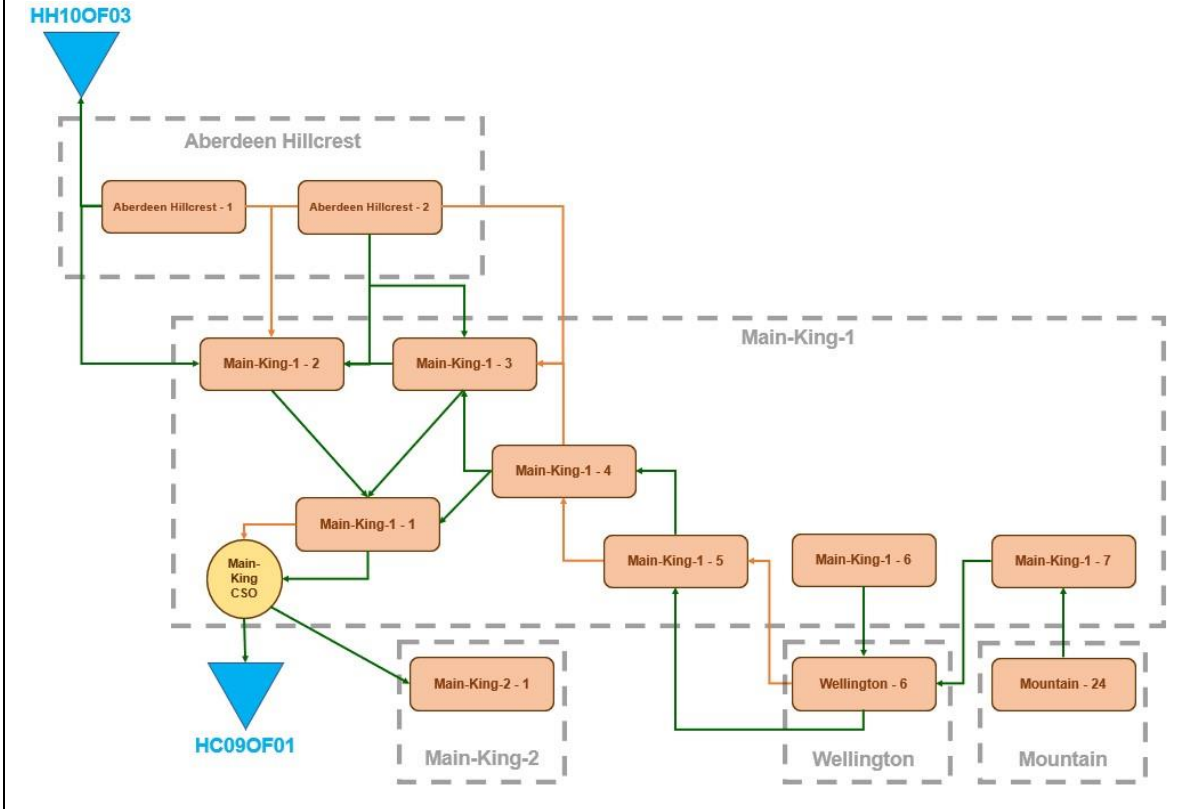 HH10OF03
Aberdeen Hillcrest
Aberdeen Hillcrest - 1
Aberdeen Hillcrest - 2
Main-King-1
Main-King-1 - 2
Main-King-1 - 3
Main-King-1 - 4
Main-King-1 - 1
Main-King-1 - 5
Main-King-1 - 6
Main-King-1 - 7
Main-
King
CSO
Main-King-2 - 1
Wellington - 6
Mountain - 24
HC09OF01
Main-King-2
Wellington
Mountain